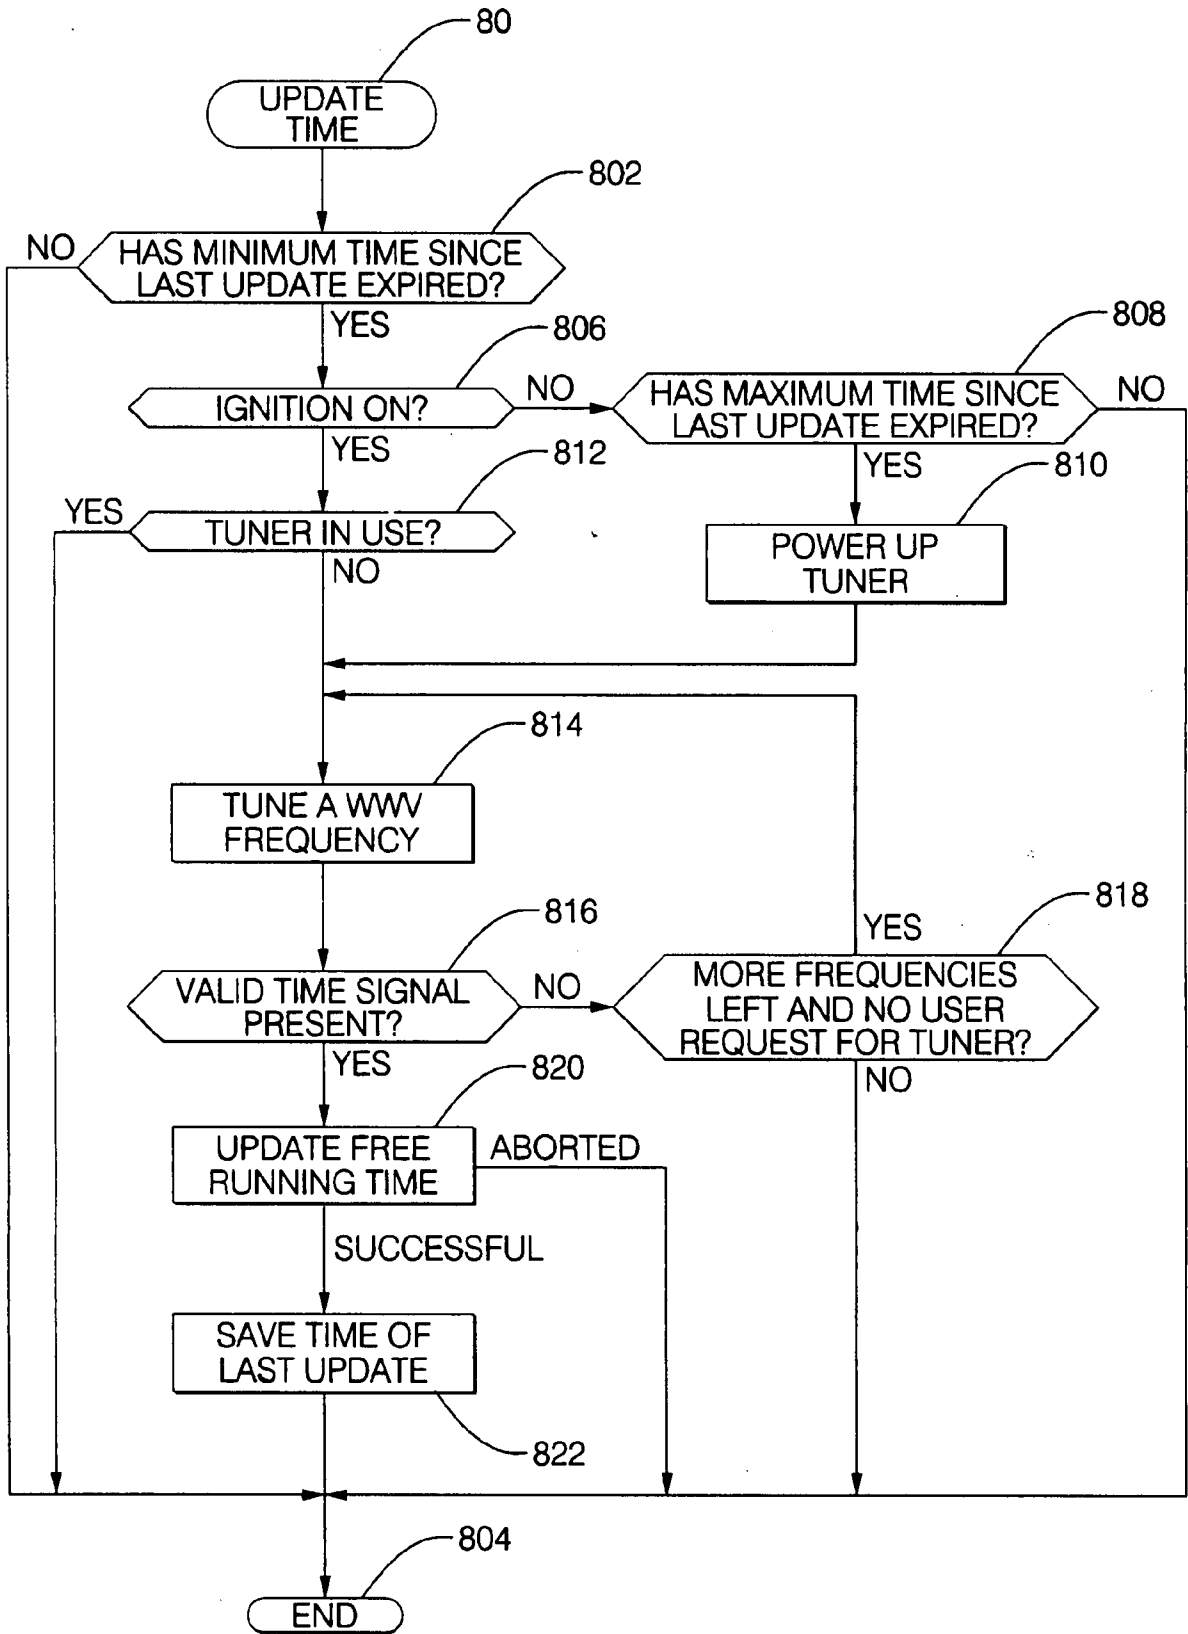 80
UPDATE
TIME
802
NO
HAS MINIMUM TIME SINCE
LAST UPDATE EXPIRED?
YES
806
808
IGNITION ON?
NO
HAS MAXIMUM TIME SINCE
LAST UPDATE EXPIRED?
NO
YES
812
YES
810
YES
TUNER IN USE?
POWER UP
TUNER
NO
814
TUNE A WWV
FREQUENCY
816
818
YES
VALID TIME SIGNAL
PRESENT?
NO
MORE FREQUENCIES
LEFT AND NO USER
REQUEST FOR TUNER?
YES
820
NO
UPDATE FREE
RUNNING TIME
ABORTED
SUCCESSFUL
SAVE TIME OF
LAST UPDATE
822
804
END